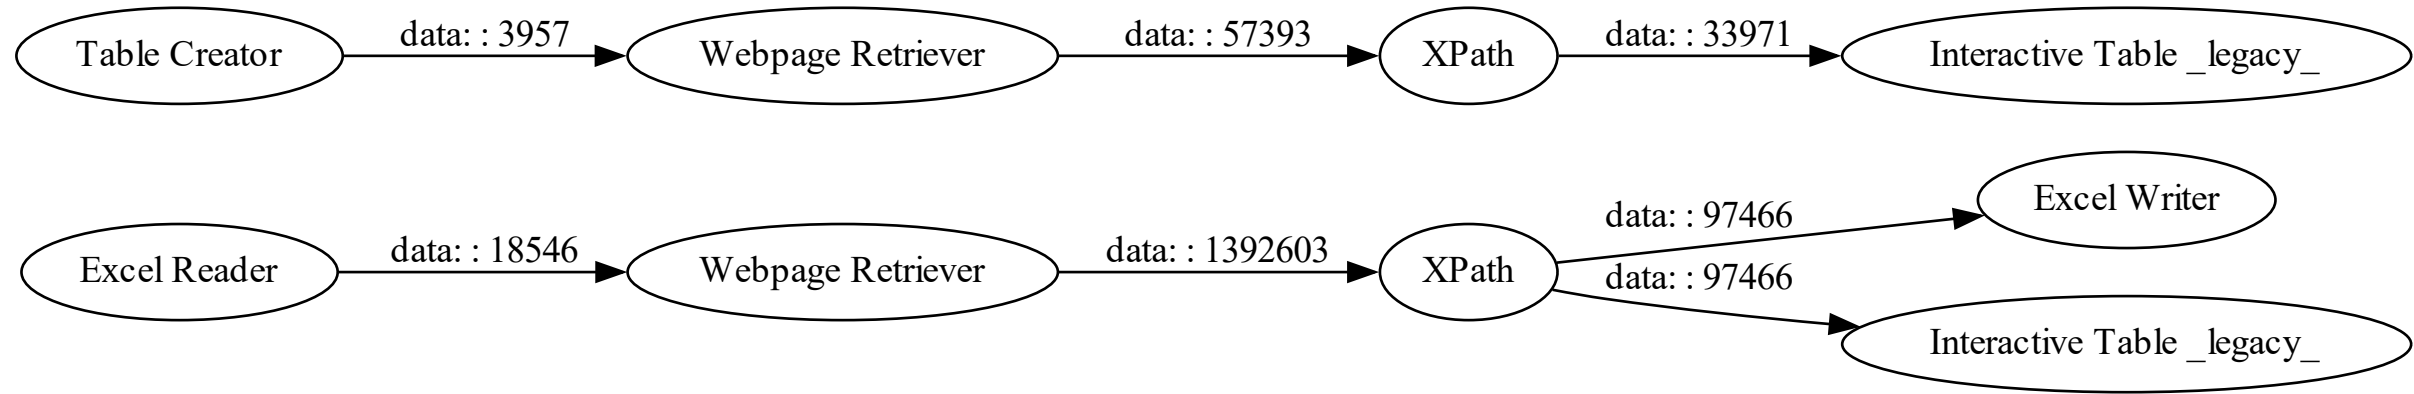 Table Creator
data: : 3957
Webpage Retriever
data: : 57393
XPath
data: : 33971
Interactive Table _legacy_
Excel Reader
data: : 18546
Webpage Retriever
data: : 1392603
XPath
data: : 97466
Excel Writer
data: : 97466
Interactive Table _legacy_